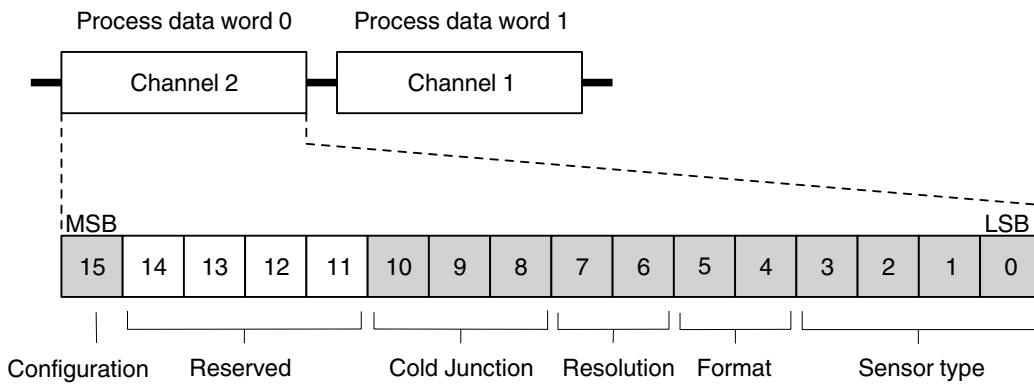 Process data word 0 Process data word 1
Channel 2 Channel 1
MSB LSB
15 14 13 12 11 10 9 8 7 6 5 4 3 2 1 0
Configuration Reserved Cold Junction Resolution Format Sensor type